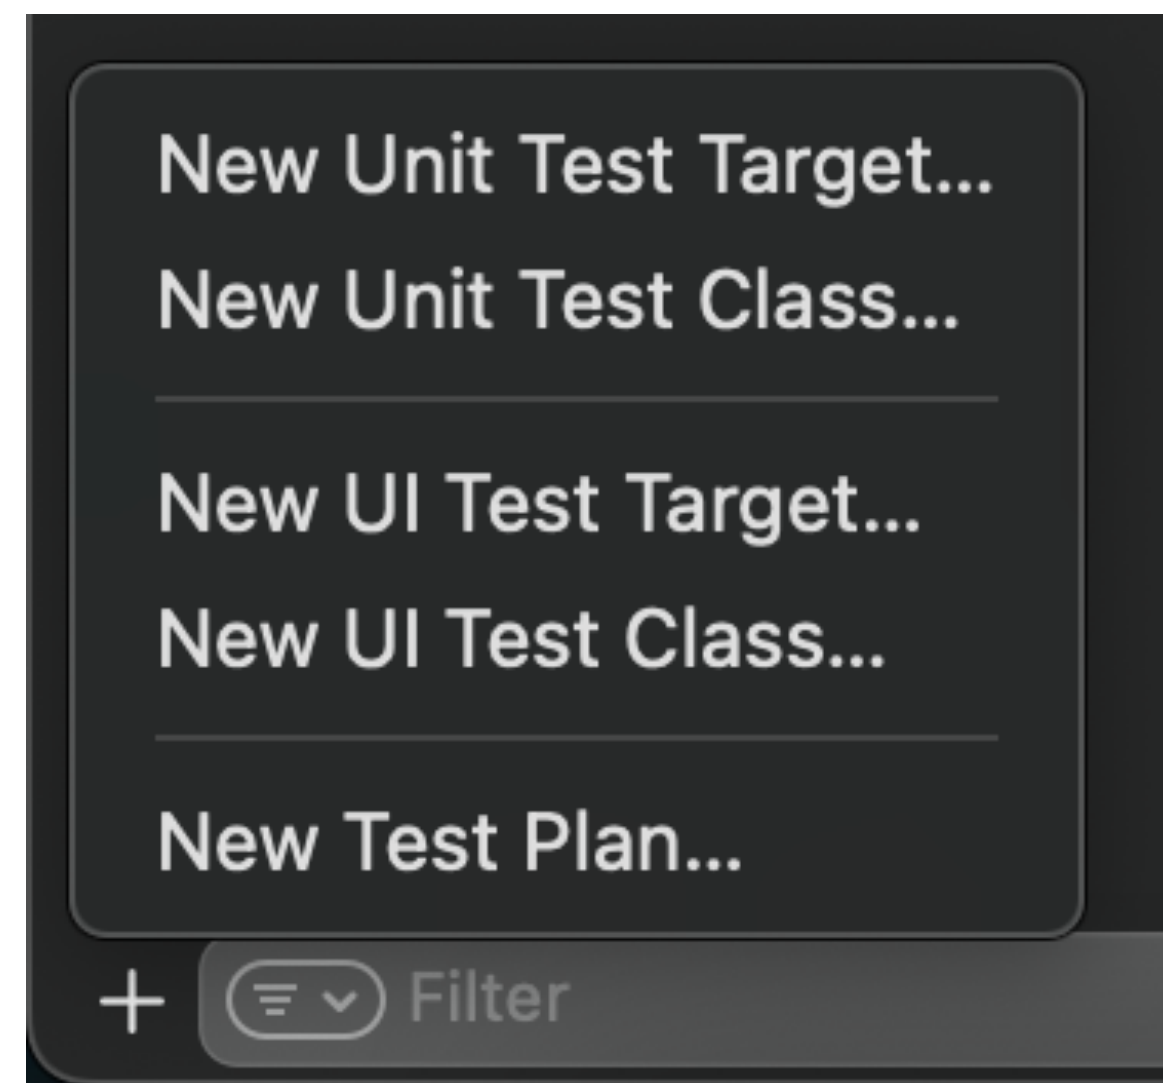 New Unit Test Target...
New Unit Test Class...
New UI Test Target...
New UI Test Class...
New Test Plan...
Filter